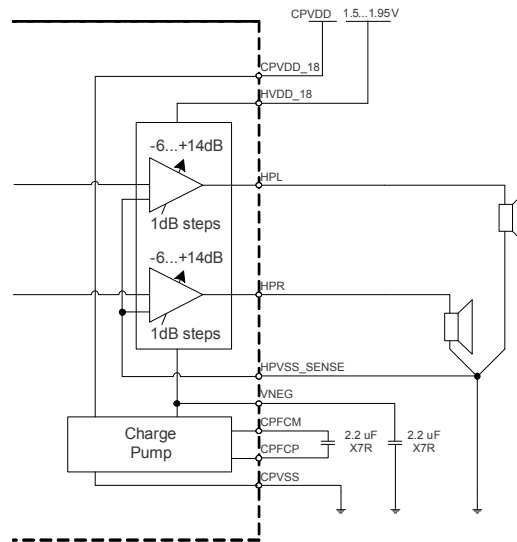 CPVDD 1.5...1.95V
CPVDD_18
HVDD_18
-6...+14dB
HPL
1dB steps
-6...+14dB
HPR
1dB steps
HPVSS_SENSE
VNEG
CPFCM
Charge
Pump
2.2 uF
X7R
2.2 uF
X7R
CPFCP
CPVSS